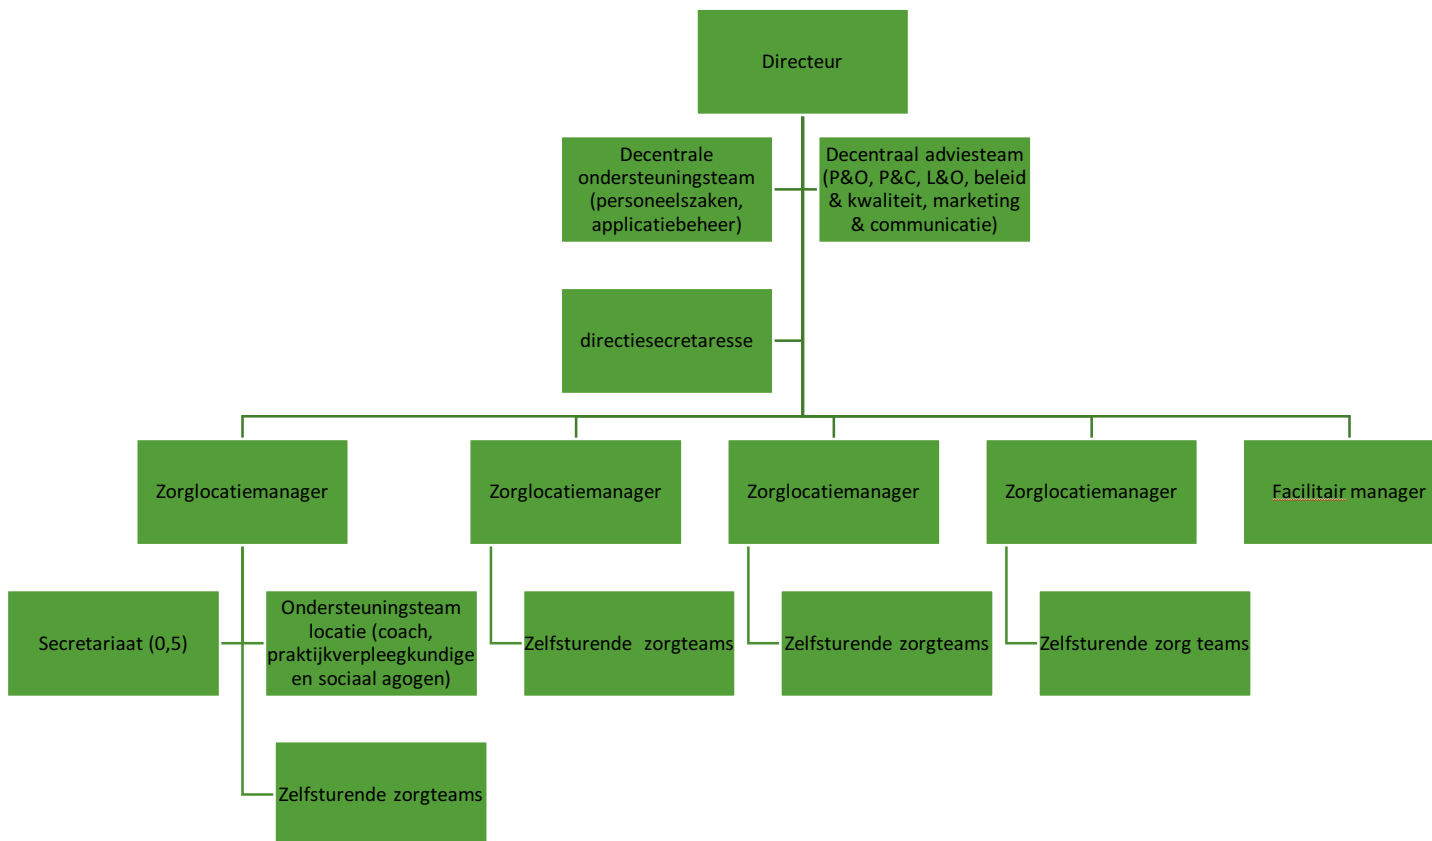 Directeur
Decentrale
ondersteuningsteam
(personeelszaken,
applicatiebeheer)
Decentraal adviesteam
(P&O, P&C, L&O, beleid
& kwaliteit, marketing
& communicatie)
directiesecretaresse
Zorglocatiemanager
Zorglocatiemanager
Zorglocatiemanager
Zorglocatiemanager
Facilitair manager
Secretariaat (0,5)
Ondersteuningsteam
locatie (coach,
praktijkverpleegkundige
en sociaal agogen)
Zelfsturende zorgteams
Zelfsturende zorgteams
Zelfsturende zorg teams
Zelfsturende zorgteams